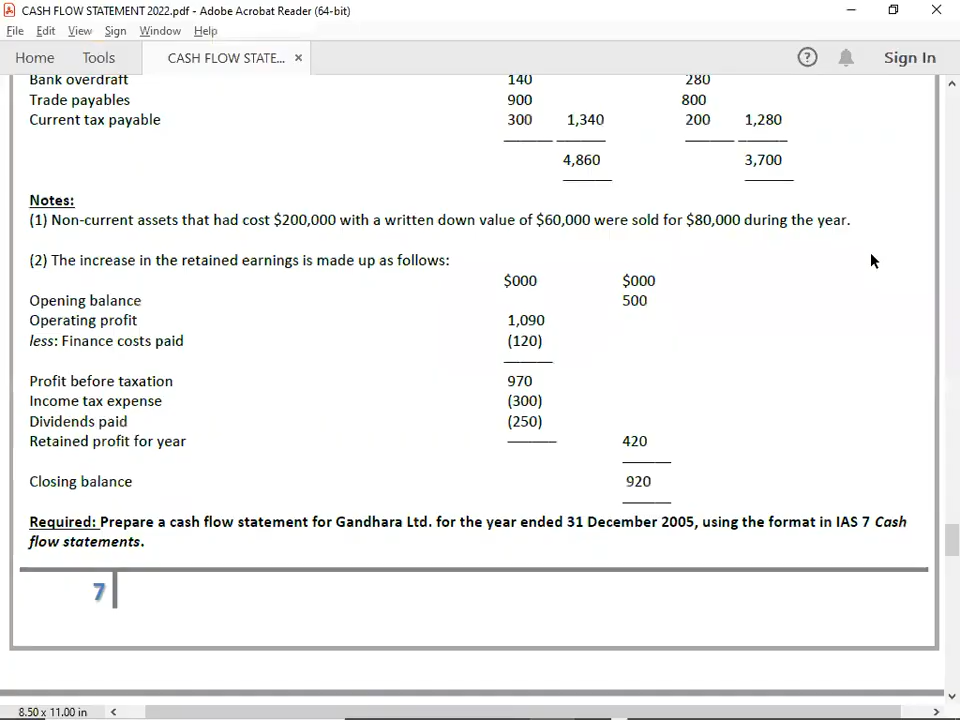 CASH FLOW STATEMENT 2022.pdf - Adobe Acrobat Reader (64-bit)
File Edit View Sign Window Help
Home Tools CASH FLOW STATE... × ? Sign In
Bank overdraft 140 280
Trade payables 900 800
Current tax payable 300 1,340 200 1,280
4,860 3,700
Notes:
(1) Non-current assets that had cost $200,000 with a written down value of $60,000 were sold for $80,000 during the year.
(2) The increase in the retained earnings is made up as follows:
$000 $000
Opening balance 500
Operating profit 1,090
less: Finance costs paid (120)
Profit before taxation 970
Income tax expense (300)
Dividends paid (250)
Retained profit for year 420
Closing balance 920
Required: Prepare a cash flow statement for Gandhara Ltd. for the year ended 31 December 2005, using the format in IAS 7 Cash
flow statements.
7
8.50 x 11.00 in